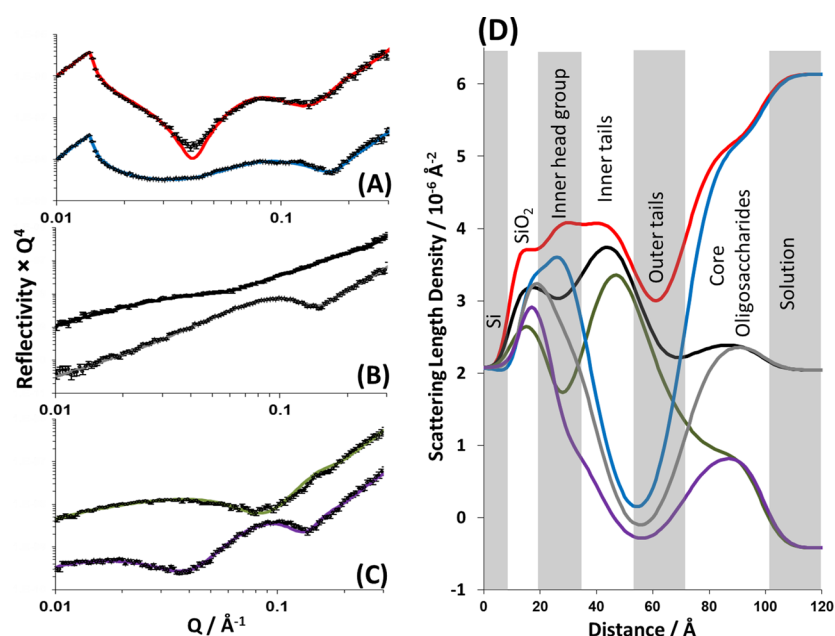 (A)
0.01
0.1
Reflectivity × Q4
(B)
0.01
0.1
(C)
0.01
0.1
Q / Å-1
(D)
Scattering Length Density / 10-6 Å-2
6
5
4
3
2
1
0
-1
Si
SiO2
Inner head group
Inner tails
Outer tails
Core
Oligosaccharides
Solution
0 20 40 60 80 100 120
Distance/ Å